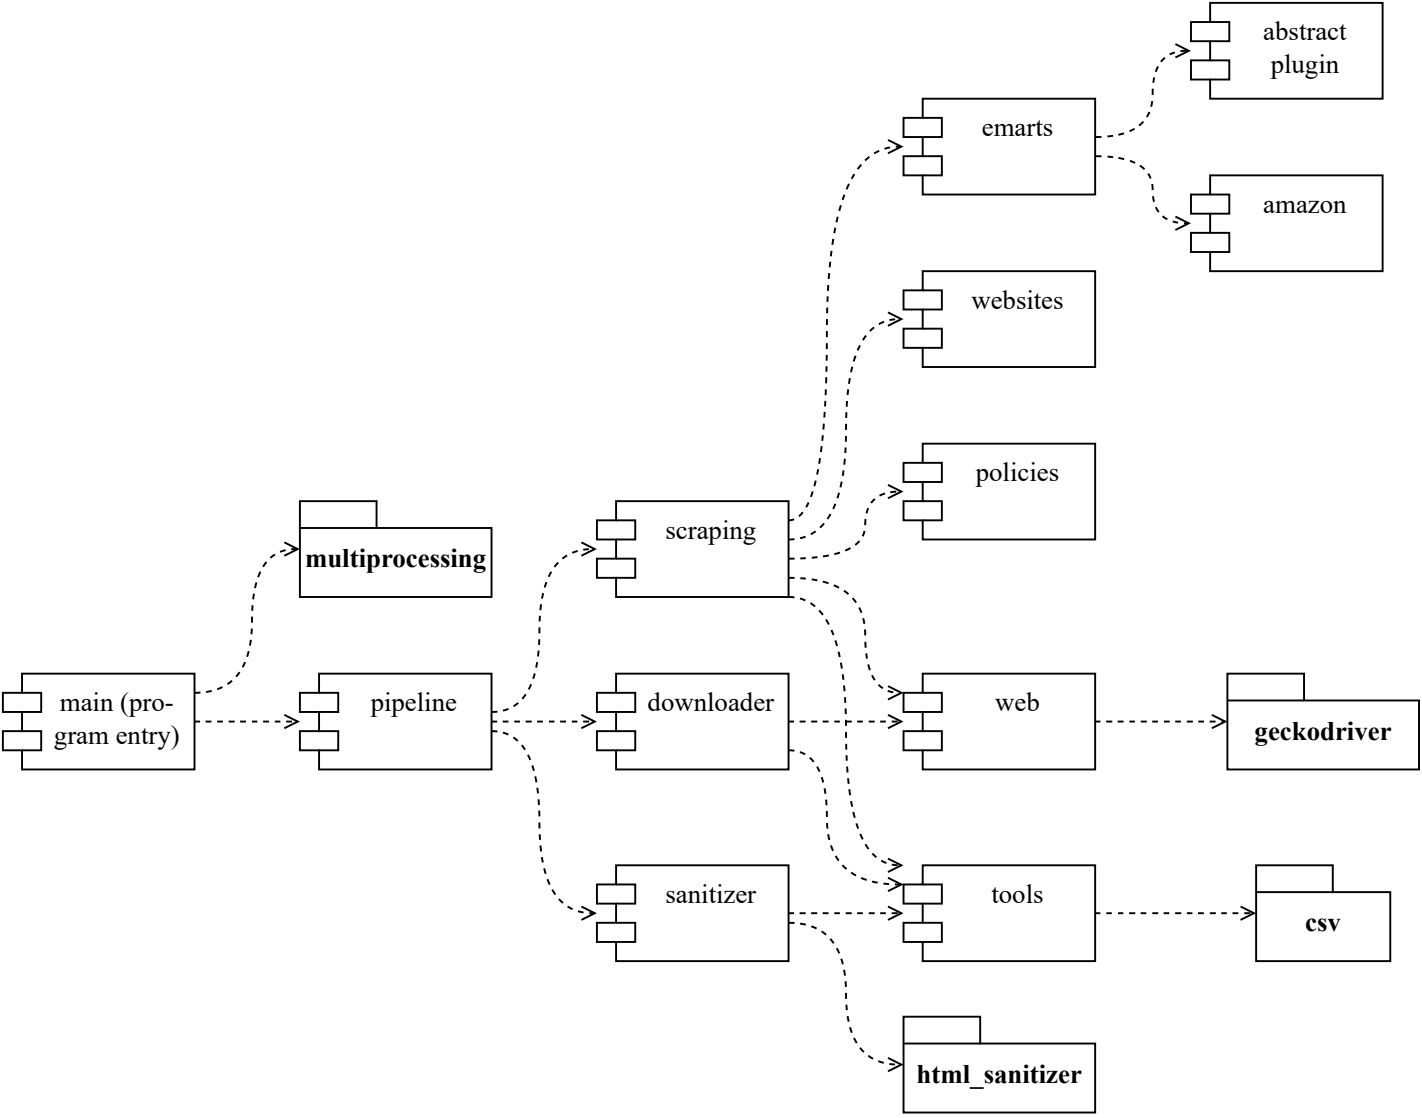 abstract
plugin
emarts
amazon
websites
policies
scraping
multiprocessing
main (pro-
gram entry)
pipeline
downloader
web
geckodriver
sanitizer
tools
csv
html_sanitizer